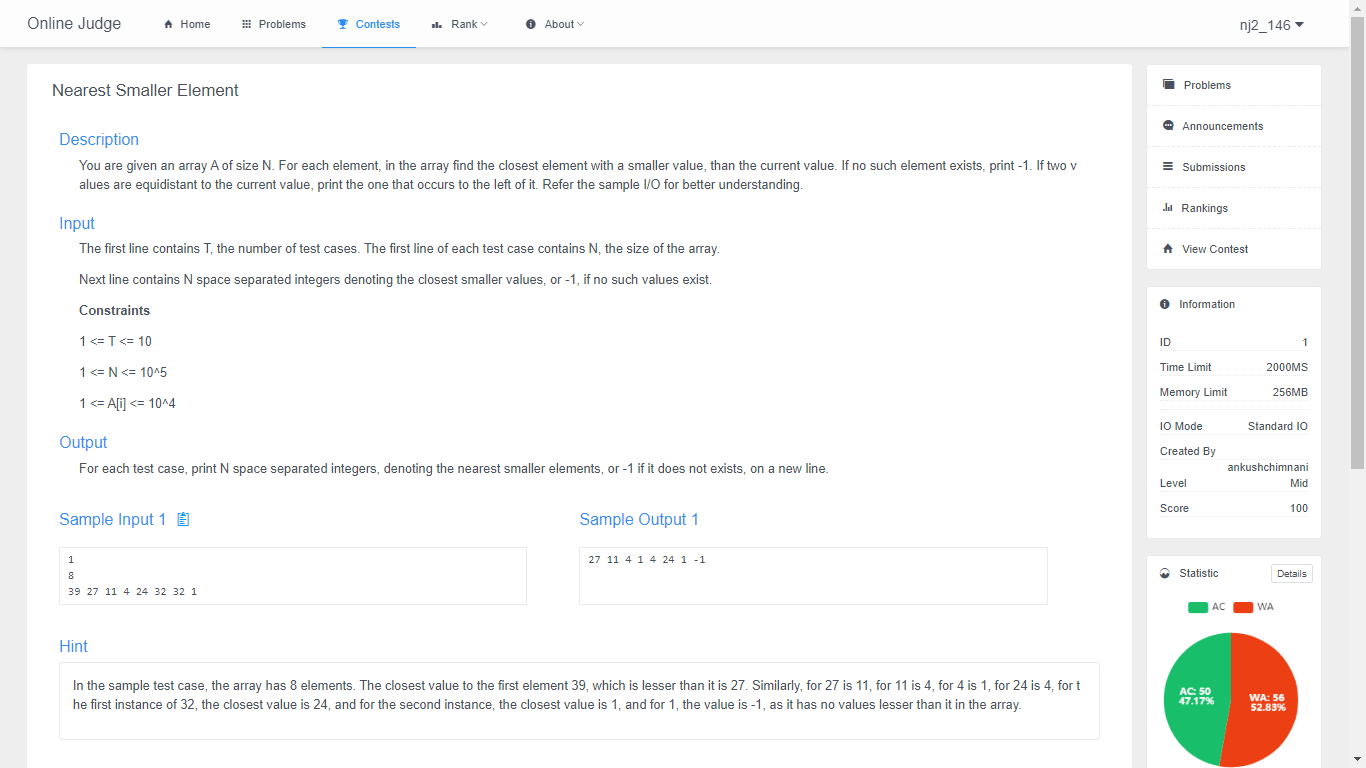 Online Judge
Home
Problems
Contests
Rank
About
nj2_146
Nearest Smaller Element
Description
You are given an array A of size N. For each element, in the array find the closest element with a smaller value, than the current value. If no such element exists, print -1. If two v
alues are equidistant to the current value, print the one that occurs to the left of it. Refer the sample I/O for better understanding.
Input
The first line contains T, the number of test cases. The first line of each test case contains N, the size of the array.
Next line contains N space separated integers denoting the closest smaller values, or -1, if no such values exist.
Constraints
1 <= T <= 10
1 <= N <= 10^5
1 <= A[i] <= 10^4
Output
For each test case, print N space separated integers, denoting the nearest smaller elements, or -1 if it does not exists, on a new line.
Sample Input 1
1
8
39 27 11 4 24 32 32 1
Sample Output 1
27 11 4 1 4 24 1 -1
Hint
In the sample test case, the array has 8 elements. The closest value to the first element 39, which is lesser than it is 27. Similarly, for 27 is 11, for 11 is 4, for 4 is 1, for 24 is 4, for t
he first instance of 32, the closest value is 24, and for the second instance, the closest value is 1, and for 1, the value is -1, as it has no values lesser than it in the array.
Problems
Announcements
Submissions
Rankings
View Contest
Information
ID 1
Time Limit 2000MS
Memory Limit 256MB
IO Mode Standard IO
Created By
ankushchimnani
Level Mid
Score 100
Statistic
Details
AC WA
AC: 50
47.17%
WA: 56
52.83%